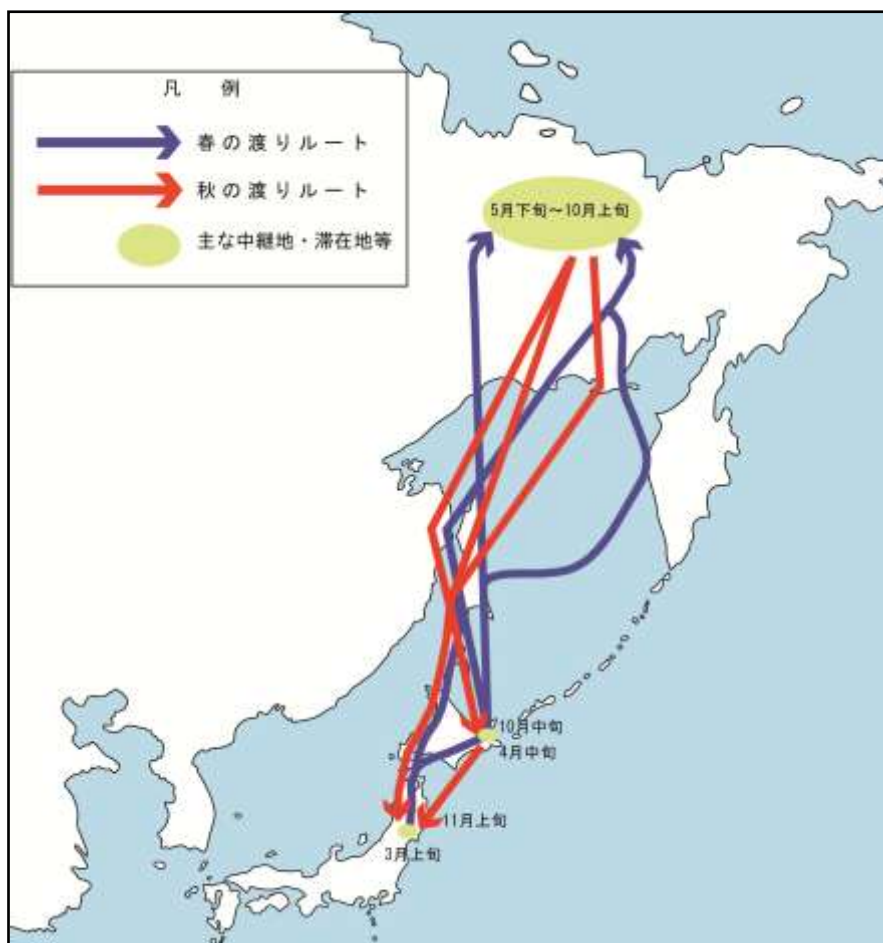 凡　例
春の渡りルート
秋の渡りルート
主な中継地・滞在地等
5月下旬～10月上旬
10月中旬
4月中旬
11月上旬
3月上旬